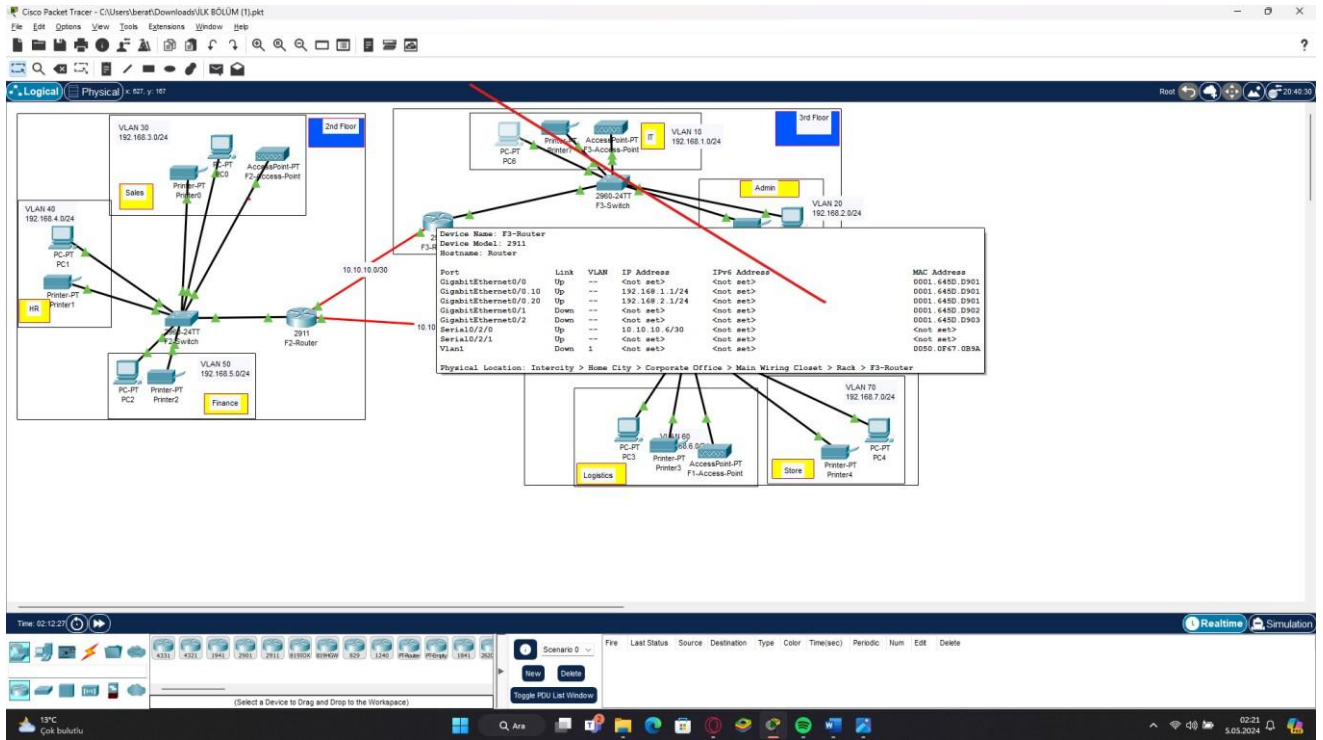 Cisco Packet Tracer - C:\Users\berat\Downloads\İLK BÖLÜM (1).pkt
File Edit Options View Tools Extensions Window Help
Logical Physical x: 627, y: 167
Root 20:40:30
VLAN 30
192.168.3.0/24
2nd Floor
PC-PT
PC0
AccessPoint-PT
F2-Access-Point
Printer-PT
Printer0
Sales
VLAN 40
192.168.4.0/24
PC-PT
PC1
Printer-PT
Printer1
HR
2960-24TT
F2-Switch
2911
F2-Router
VLAN 50
192.168.5.0/24
PC-PT
PC2
Printer-PT
Printer2
Finance
10.10.10.0/30
10.10
3rd Floor
PC-PT
PC6
AccessPoint-PT
F3-Access-Point
IT
VLAN 10
192.168.1.0/24
2960-24TT
F3-Switch
Admin
VLAN 20
192.168.2.0/24
Device Name: F3-Router
Device Model: 2911
Hostname: Router
Port Link VLAN IP Address IPv6 Address MAC Address
GigabitEthernet0/0 Up -- <not set> <not set> 0001.645D.D901
GigabitEthernet0/0.10 Up -- 192.168.1.1/24 <not set> 0001.645D.D901
GigabitEthernet0/0.20 Up -- 192.168.2.1/24 <not set> 0001.645D.D901
GigabitEthernet0/1 Down -- <not set> <not set> 0001.645D.D902
GigabitEthernet0/2 Down -- <not set> <not set> 0001.645D.D903
Serial0/2/0 Up -- 10.10.10.6/30 <not set> <not set>
Serial0/2/1 Up -- <not set> <not set> <not set>
Vlan1 Down 1 <not set> <not set> 0050.0F67.0B9A
Physical Location: Intercity > Home City > Corporate Office > Main Wiring Closet > Rack > F3-Router
PC-PT
PC3
Printer-PT
Printer3
AccessPoint-PT
F1-Access-Point
Logistics
VLAN 70
192.168.7.0/24
PC-PT
PC4
Printer-PT
Printer4
Store
Time: 02:12:27
Realtime Simulation
4331 4321 1941 2901 2911 819IOX 819HGW 829 1240 PT-Router PT-Empty 1841
(Select a Device to Drag and Drop to the Workspace)
Scenario 0
New Delete
Toggle PDU List Window
Fire Last Status Source Destination Type Color Time(sec) Periodic Num Edit Delete
13°C
Çok bulutlu
Ara
02:21
5.05.2024